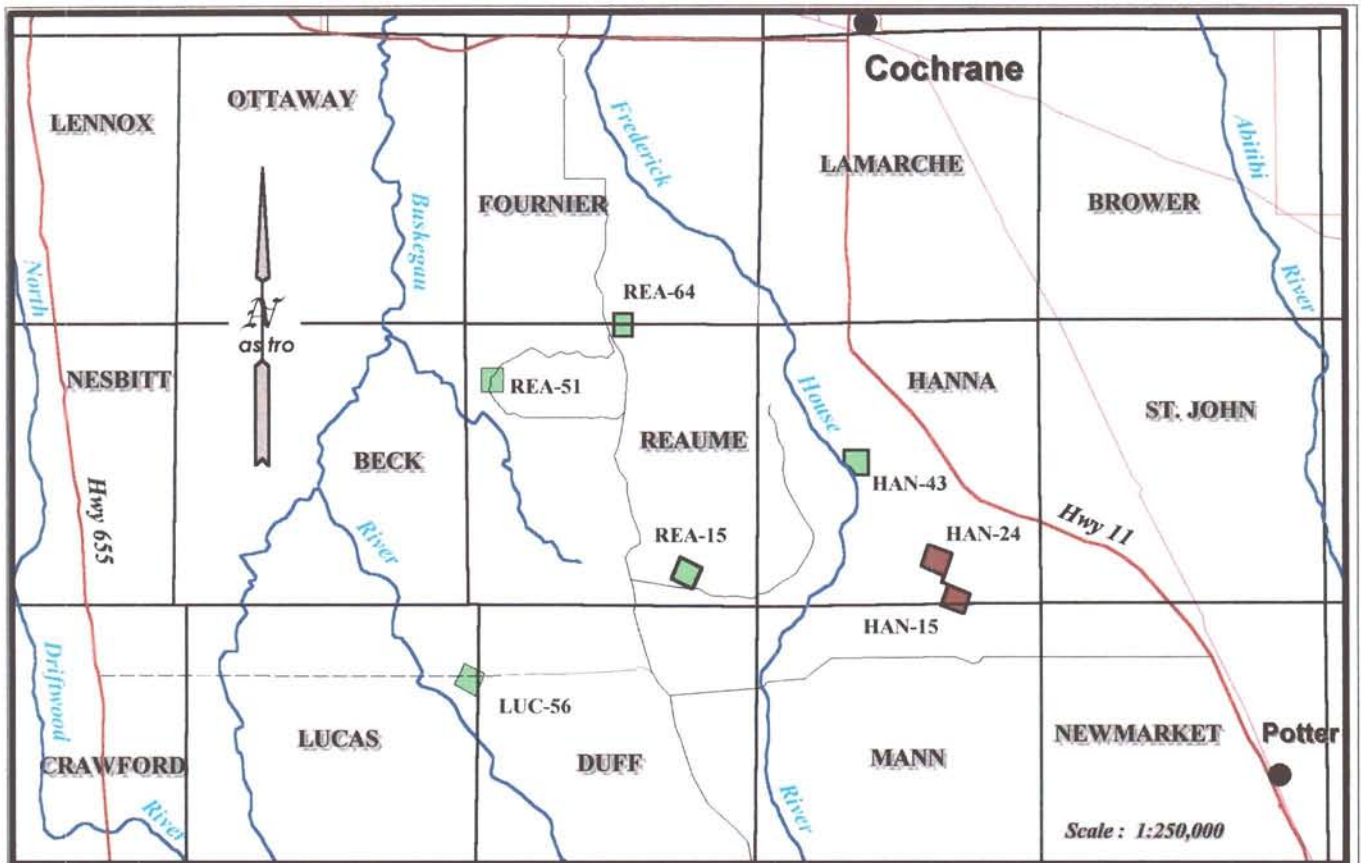 Cochrane
OTTAWAY
LENNOX
Frederick
LAMARCHE
Abitibi
BROWER
FOURNIER
Buskegau
North
River
REA-64
N
astro
NESBITT
REA-51
House
HANNA
ST. JOHN
REAUME
BECK
HAN-43
Hwy 655
Hwy 11
River
REA-15
HAN-24
HAN-15
Driftwood
LUC-56
LUCAS
DUFF
MANN
NEWMARKET
Potter
CRAWFORD
River
River
Scale : 1:250,000